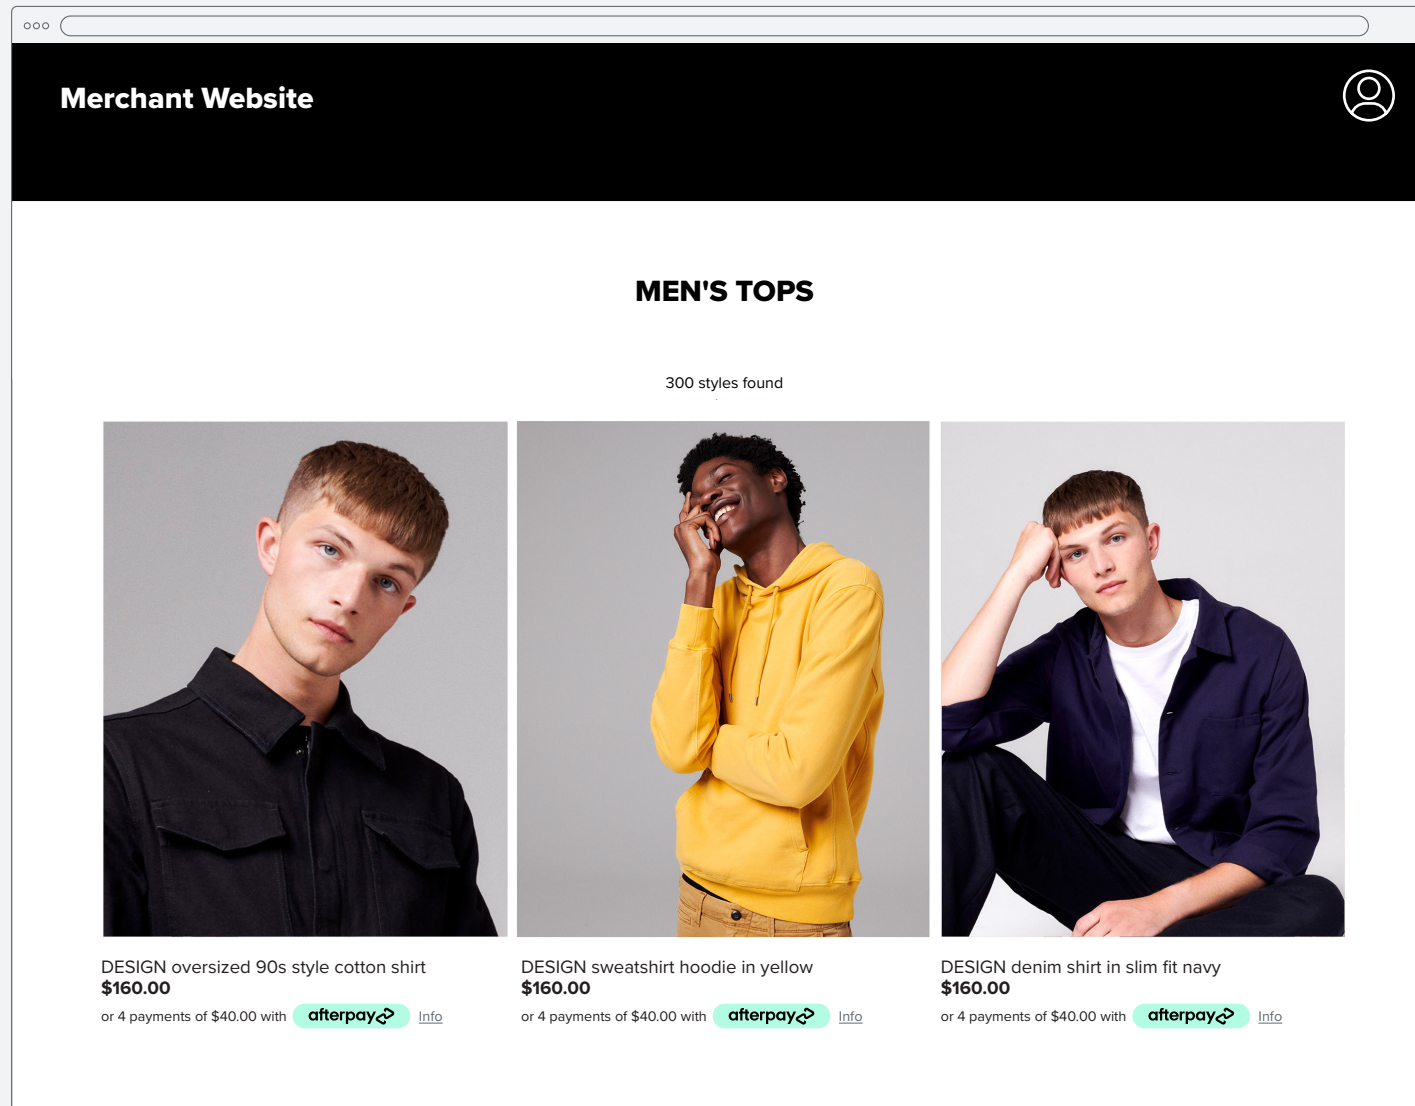 Merchant Website
MEN'S TOPS
300 styles found
DESIGN oversized 90s style cotton shirt
$160.00
or 4 payments of $40.00 with afterpay Info
DESIGN sweatshirt hoodie in yellow
$160.00
or 4 payments of $40.00 with afterpay Info
DESIGN denim shirt in slim fit navy
$160.00
or 4 payments of $40.00 with afterpay Info